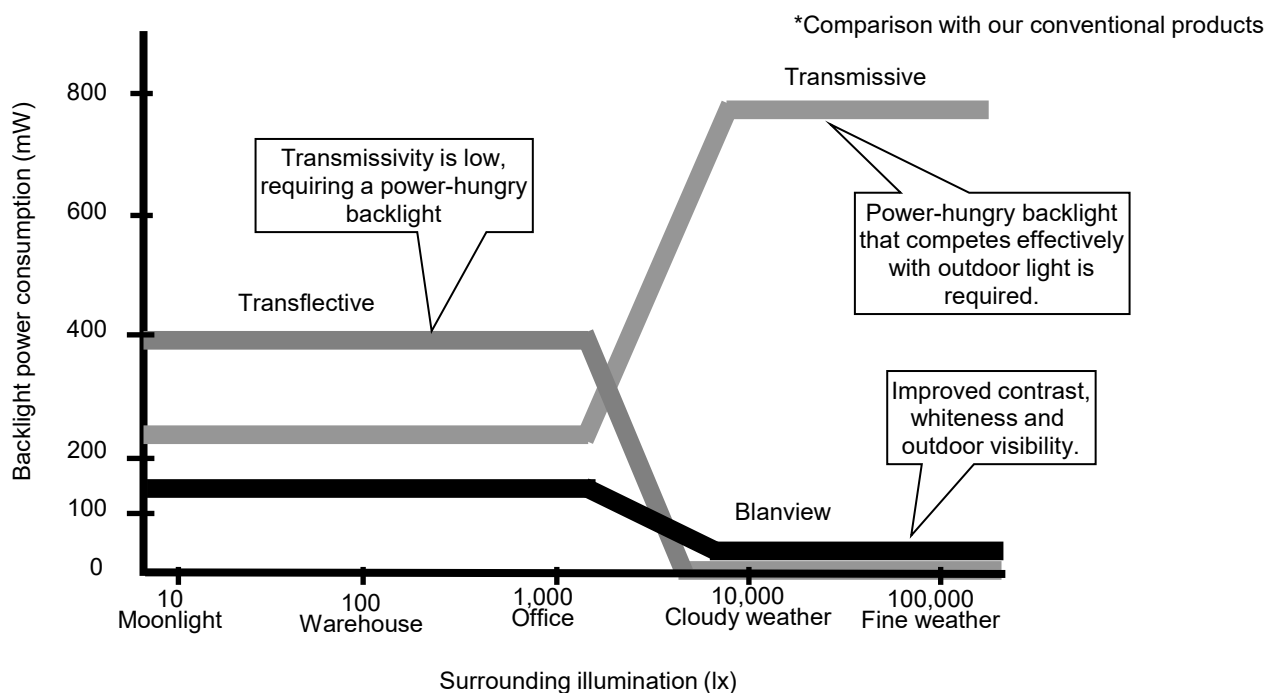 *Comparison with our conventional products
Transmissive
Backlight power consumption (mW)
800
600
400
200
100
0
Transmissivity is low,
requiring a power-hungry
backlight
Power-hungry backlight
that competes effectively
with outdoor light is
required.
Transflective
Improved contrast,
whiteness and
outdoor visibility.
Blanview
10
100
1,000
10,000
100,000
Moonlight
Warehouse
Office
Cloudy weather
Fine weather
Surrounding illumination (lx)